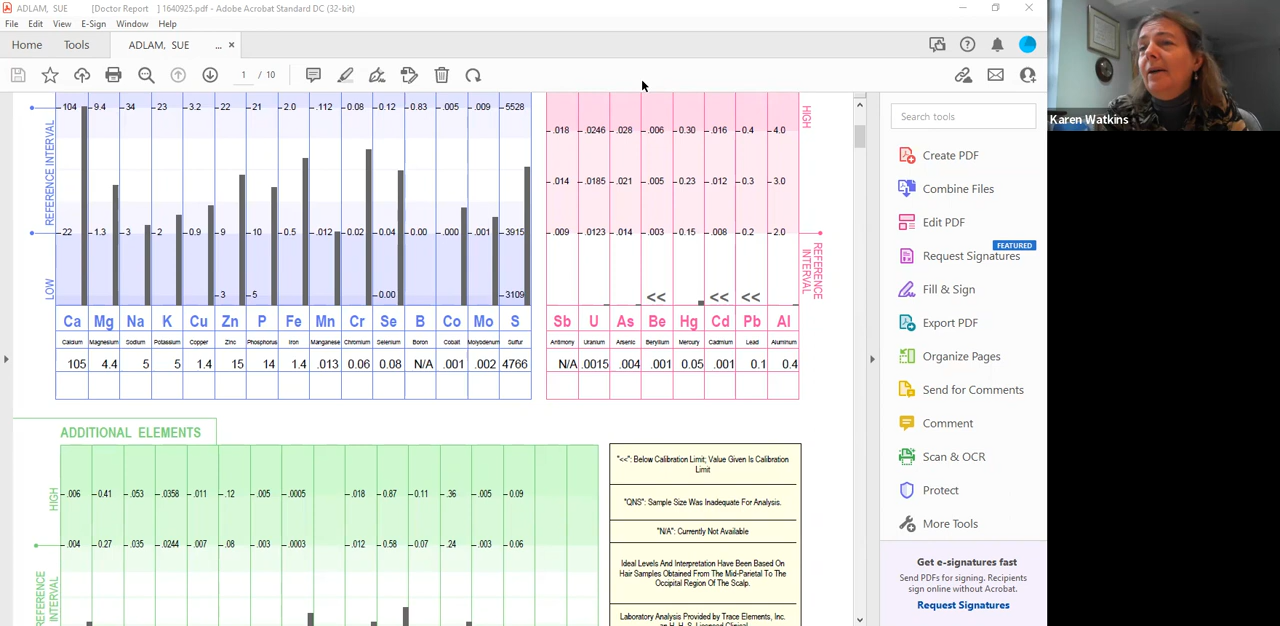 ADLAM, SUE [Doctor Report ] 1640925.pdf - Adobe Acrobat Standard DC (32-bit)
File Edit View E-Sign Window Help
Home Tools ADLAM, SUE ... ×
1 / 10
Karen Watkins
104 9.4 34 23 3.2 22 21 2.0 .112 0.08 0.12 0.83 .005 .009 5528
REFERENCE INTERVAL
22 1.3 3 2 0.9 9 10 0.5 .012 0.02 0.04 0.00 .000 .001 3915
LOW
3 5 0.00 3109
Ca Mg Na K Cu Zn P Fe Mn Cr Se B Co Mo S
Calcium Magnesium Sodium Potassium Copper Zinc Phosphorus Iron Manganese Chromium Selenium Boron Cobalt Molybdenum Sulfur
105 4.4 5 5 1.4 15 14 1.4 .013 0.06 0.08 N/A .001 .002 4766
HIGH
.018 .0246 .028 .006 0.30 .016 0.4 4.0
.014 .0185 .021 .005 0.23 .012 0.3 3.0
.009 .0123 .014 .003 0.15 .008 0.2 2.0
REFERENCE
INTERVAL
<< << <<
Sb U As Be Hg Cd Pb Al
Antimony Uranium Arsenic Beryllium Mercury Cadmium Lead Aluminum
N/A .0015 .004 .001 0.05 .001 0.1 0.4
ADDITIONAL ELEMENTS
HIGH
.006 0.41 .053 .0358 .011 .12 .005 .0005 .018 0.87 0.11 .36 .005 0.09
.004 0.27 .035 .0244 .007 .08 .003 .0003 .012 0.58 0.07 .24 .003 0.06
REFERENCE
INTERVAL
"<<": Below Calibration Limit; Value Given Is Calibration
Limit
"QNS": Sample Size Was Inadequate For Analysis.
"N/A": Currently Not Available
Ideal Levels And Interpretation Have Been Based On
Hair Samples Obtained From The Mid-Parietal To The
Occipital Region Of The Scalp.
Laboratory Analysis Provided by Trace Elements, Inc.
an H. H. S. Licensed Clinical
Search tools
Create PDF
Combine Files
Edit PDF
FEATURED
Request Signatures
Fill & Sign
Export PDF
Organize Pages
Send for Comments
Comment
Scan & OCR
Protect
More Tools
Get e-signatures fast
Send PDFs for signing. Recipients
sign online without Acrobat.
Request Signatures